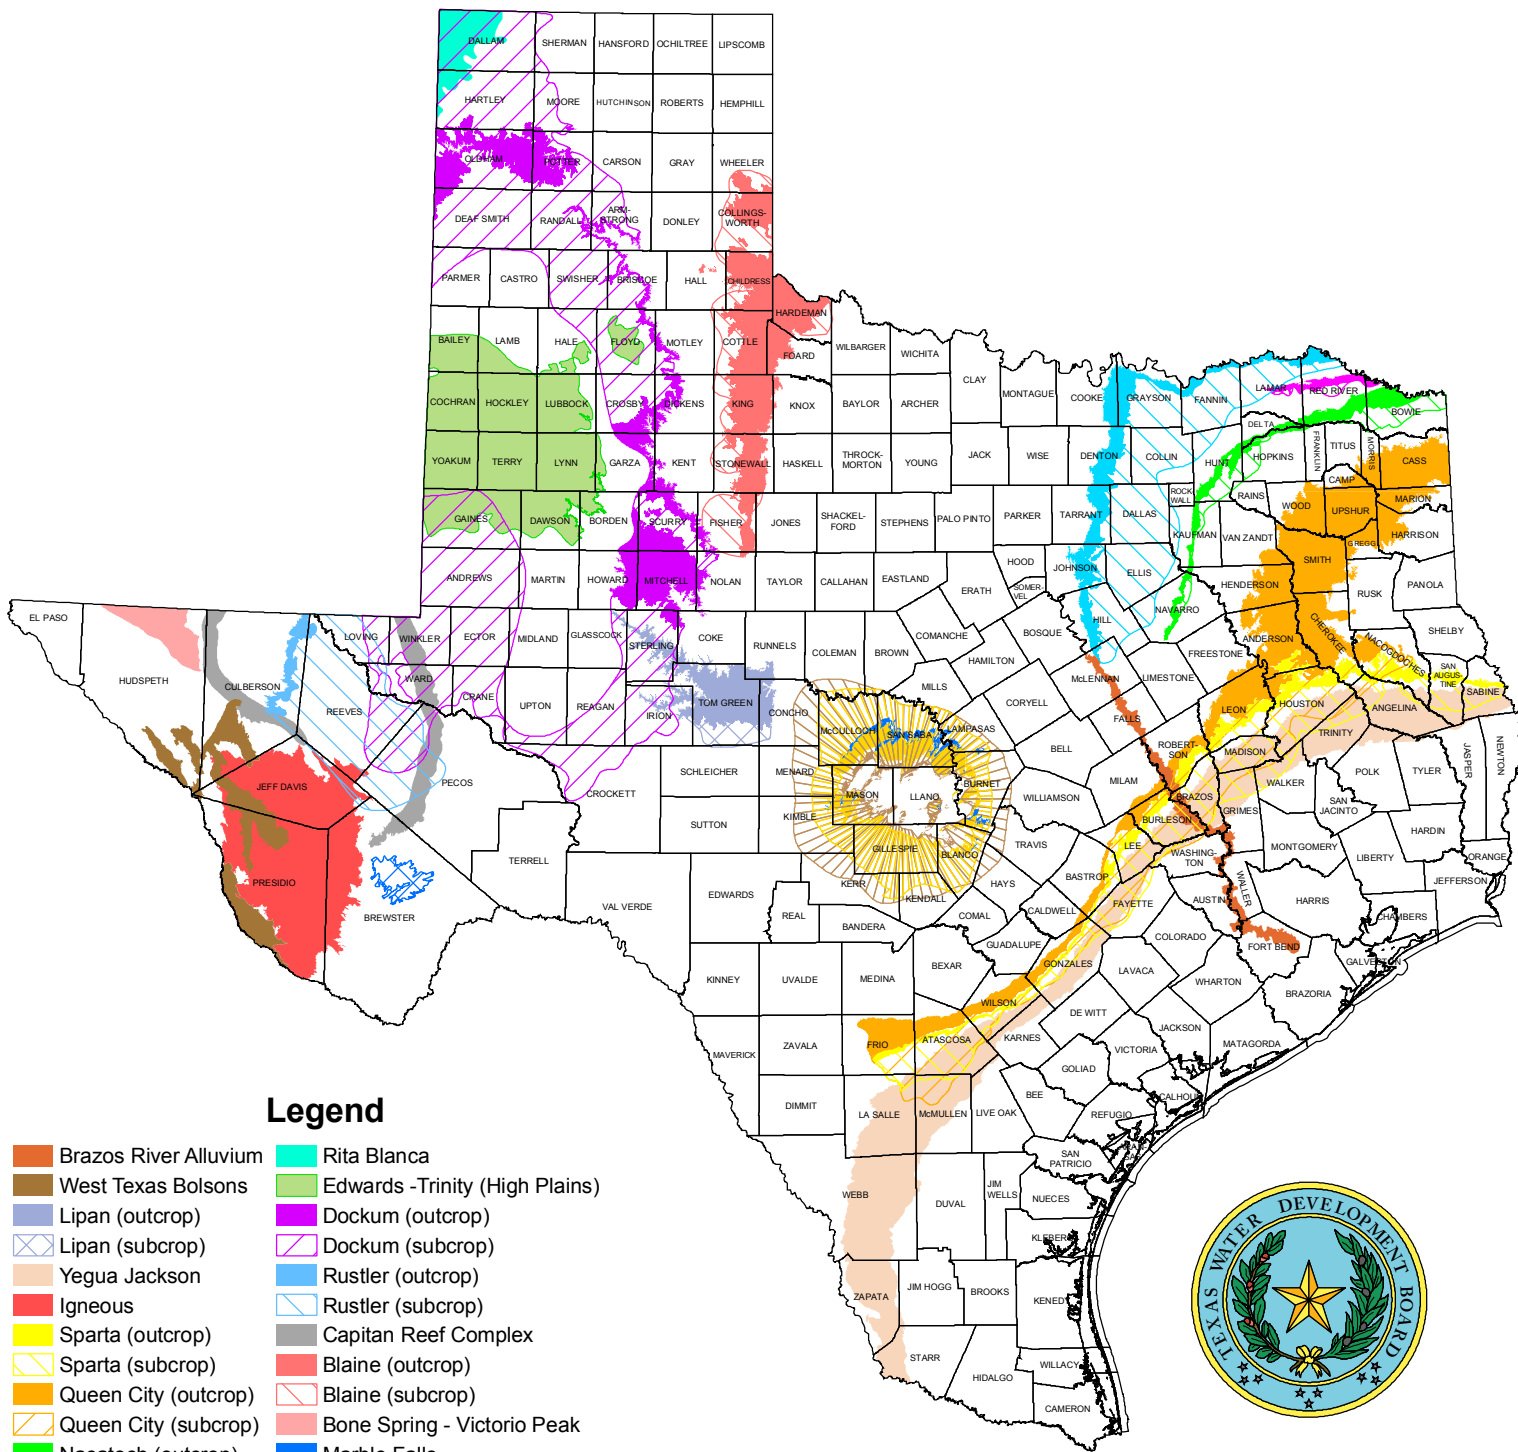 DALLAM
SHERMAN
HANSFORD
OCHILTREE
LIPSCOMB
HARTLEY
MOORE
HUTCHINSON
ROBERTS
HEMPHILL
OLDHAM
POTTER
CARSON
GRAY
WHEELER
DEAF SMITH
RANDALL
ARM-
STRONG
DONLEY
COLLINGS-
WORTH
PARMER
CASTRO
SWISHER
BRISCOE
HALL
CHILDRESS
HARDEMAN
BAILEY
LAMB
HALE
FLOYD
MOTLEY
COTTLE
FOARD
WILBARGER
WICHITA
CLAY
MONTAGUE
COOKE
GRAYSON
FANNIN
LAMAR
RED RIVER
BOWIE
COCHRAN
HOCKLEY
LUBBOCK
CROSBY
DICKENS
KING
KNOX
BAYLOR
ARCHER
DELTA
YOAKUM
TERRY
LYNN
GARZA
KENT
STONEWALL
HASKELL
THROCK-
MORTON
YOUNG
JACK
WISE
DENTON
COLLIN
HUNT
HOPKINS
FRANKLIN
TITUS
MORRIS
CASS
CAMP
GAINES
DAWSON
BORDEN
SCURRY
FISHER
JONES
SHACKEL-
FORD
STEPHENS
PALO PINTO
PARKER
TARRANT
DALLAS
ROCK
WALL
RAINS
WOOD
UPSHUR
MARION
KAUFMAN
VAN ZANDT
GREGG
HARRISON
ANDREWS
MARTIN
HOWARD
MITCHELL
NOLAN
TAYLOR
CALLAHAN
EASTLAND
ERATH
HOOD
SOMER-
VEL
JOHNSON
ELLIS
HENDERSON
SMITH
RUSK
PANOLA
EL PASO
HUDSPETH
CULBERSON
LOVING
WINKLER
ECTOR
MIDLAND
GLASSCOCK
STERLING
COKE
RUNNELS
COLEMAN
BROWN
COMANCHE
HAMILTON
BOSQUE
HILL
NAVARRO
FREESTONE
ANDERSON
CHEROKEE
NACOGDOCHES
SHELBY
SAN
AUGUS-
TINE
SABINE
REEVES
WARD
CRANE
UPTON
REAGAN
IRION
TOM GREEN
CONCHO
McCULLOCH
SAN SABA
MILLS
LAMPASAS
CORYELL
McLENNAN
LIMESTONE
FALLS
LEON
HOUSTON
ANGELINA
TRINITY
JEFF DAVIS
PECOS
CROCKETT
SCHLEICHER
MENARD
MASON
LLANO
BURNET
BELL
MILAM
ROBERT-
SON
MADISON
WALKER
POLK
TYLER
JASPER
NEWTON
SUTTON
KIMBLE
GILLESPIE
BLANCO
WILLIAMSON
BURLESON
BRAZOS
GRIMES
SAN
JACINTO
HARDIN
PRESIDIO
BREWSTER
TERRELL
VAL VERDE
EDWARDS
REAL
KERR
KENDALL
BANDERA
TRAVIS
HAYS
BASTROP
LEE
WASHING-
TON
MONTGOMERY
LIBERTY
ORANGE
JEFFERSON
COMAL
CALDWELL
FAYETTE
AUSTIN
WALLER
HARRIS
CHAMBERS
KINNEY
UVALDE
MEDINA
BEXAR
GUADALUPE
GONZALES
COLORADO
FORT BEND
GALVESTON
LAVACA
WHARTON
BRAZORIA
MAVERICK
ZAVALA
FRIO
ATASCOSA
WILSON
KARNES
DE WITT
JACKSON
MATAGORDA
VICTORIA
GOLIAD
CALHOUN
DIMMIT
LA SALLE
McMULLEN
LIVE OAK
BEE
REFUGIO
SAN
PATRICIO
WEBB
DUVAL
JIM
WELLS
NUECES
KLEBERG
ZAPATA
JIM HOGG
BROOKS
KENEDY
STARR
HIDALGO
WILLACY
CAMERON
Legend
Brazos River Alluvium
West Texas Bolsons
Lipan (outcrop)
Lipan (subcrop)
Yegua Jackson
Igneous
Sparta (outcrop)
Sparta (subcrop)
Queen City (outcrop)
Queen City (subcrop)
Nacatoch (outcrop)
Rita Blanca
Edwards -Trinity (High Plains)
Dockum (outcrop)
Dockum (subcrop)
Rustler (outcrop)
Rustler (subcrop)
Capitan Reef Complex
Blaine (outcrop)
Blaine (subcrop)
Bone Spring - Victorio Peak
Marble Falls
TEXAS WATER DEVELOPMENT BOARD